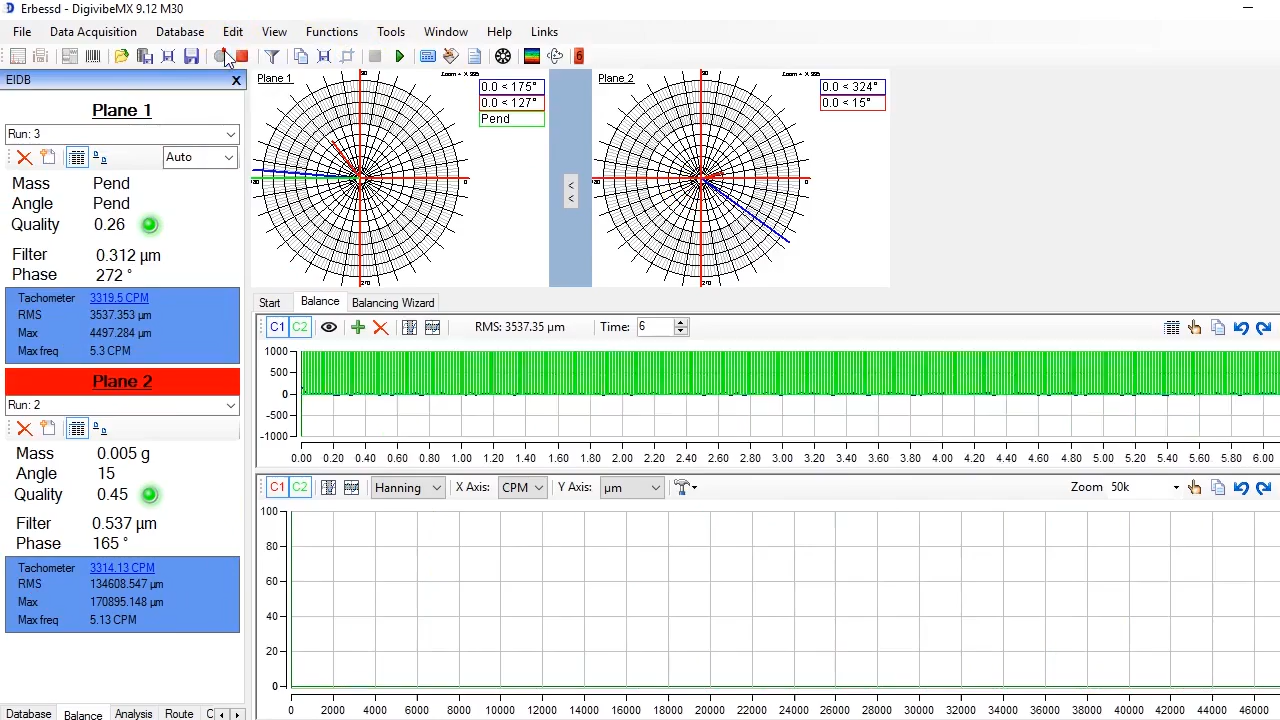 Erbessd - DigivibeMX 9.12 M30
File Data Acquisition Database Edit View Functions Tools Window Help Links
6
EIDB X
Plane 1
Run: 3
Auto
Mass Pend
Angle Pend
Quality 0.26
Filter 0.312 µm
Phase 272 °
Tachometer 3319.5 CPM
RMS 3537.353 µm
Max 4497.284 µm
Max freq 5.3 CPM
Plane 2
Run: 2
Mass 0.005 g
Angle 15
Quality 0.45
Filter 0.537 µm
Phase 165 °
Tachometer 3314.13 CPM
RMS 134608.547 µm
Max 170895.148 µm
Max freq 5.13 CPM
Database Balance Analysis Route
Plane 1
90
0
270
0.0 < 175°
0.0 < 127°
Pend
<
<
Plane 2
90
0
270
0.0 < 324°
0.0 < 15°
Start Balance Balancing Wizard
C1 C2 RMS: 3537.35 µm Time: 6
1000
500
0
-500
-1000
0.00 0.20 0.40 0.60 0.80 1.00 1.20 1.40 1.60 1.80 2.00 2.20 2.40 2.60 2.80 3.00 3.20 3.40 3.60 3.80 4.00 4.20 4.40 4.60 4.80 5.00 5.20 5.40 5.60 5.80 6.00
C1 C2 Hanning X Axis: CPM Y Axis: µm Zoom 50k
100
80
60
40
20
0
0 2000 4000 6000 8000 10000 12000 14000 16000 18000 20000 22000 24000 26000 28000 30000 32000 34000 36000 38000 40000 42000 44000 46000